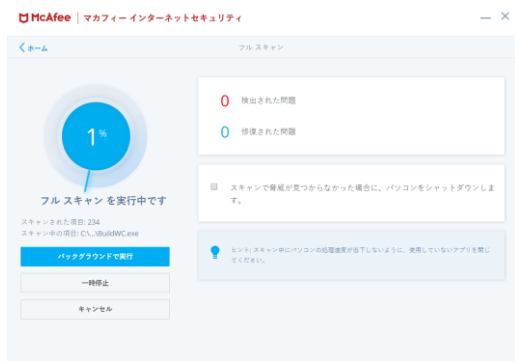 McAfee | マカフィー インターネットセキュリティ
ホーム
フル スキャン
1%
フル スキャン を実行中です
スキャンされた項目: 234
スキャン中の項目: C:\...\BuildWC.exe
バックグラウンドで実行
一時停止
キャンセル
0 検出された問題
0 修復された問題
スキャンで脅威が見つからなかった場合に、パソコンをシャットダウンしま
す。
ヒント: スキャン中にパソコンの処理速度が低下しないように、使用していないアプリを閉じ
てください。